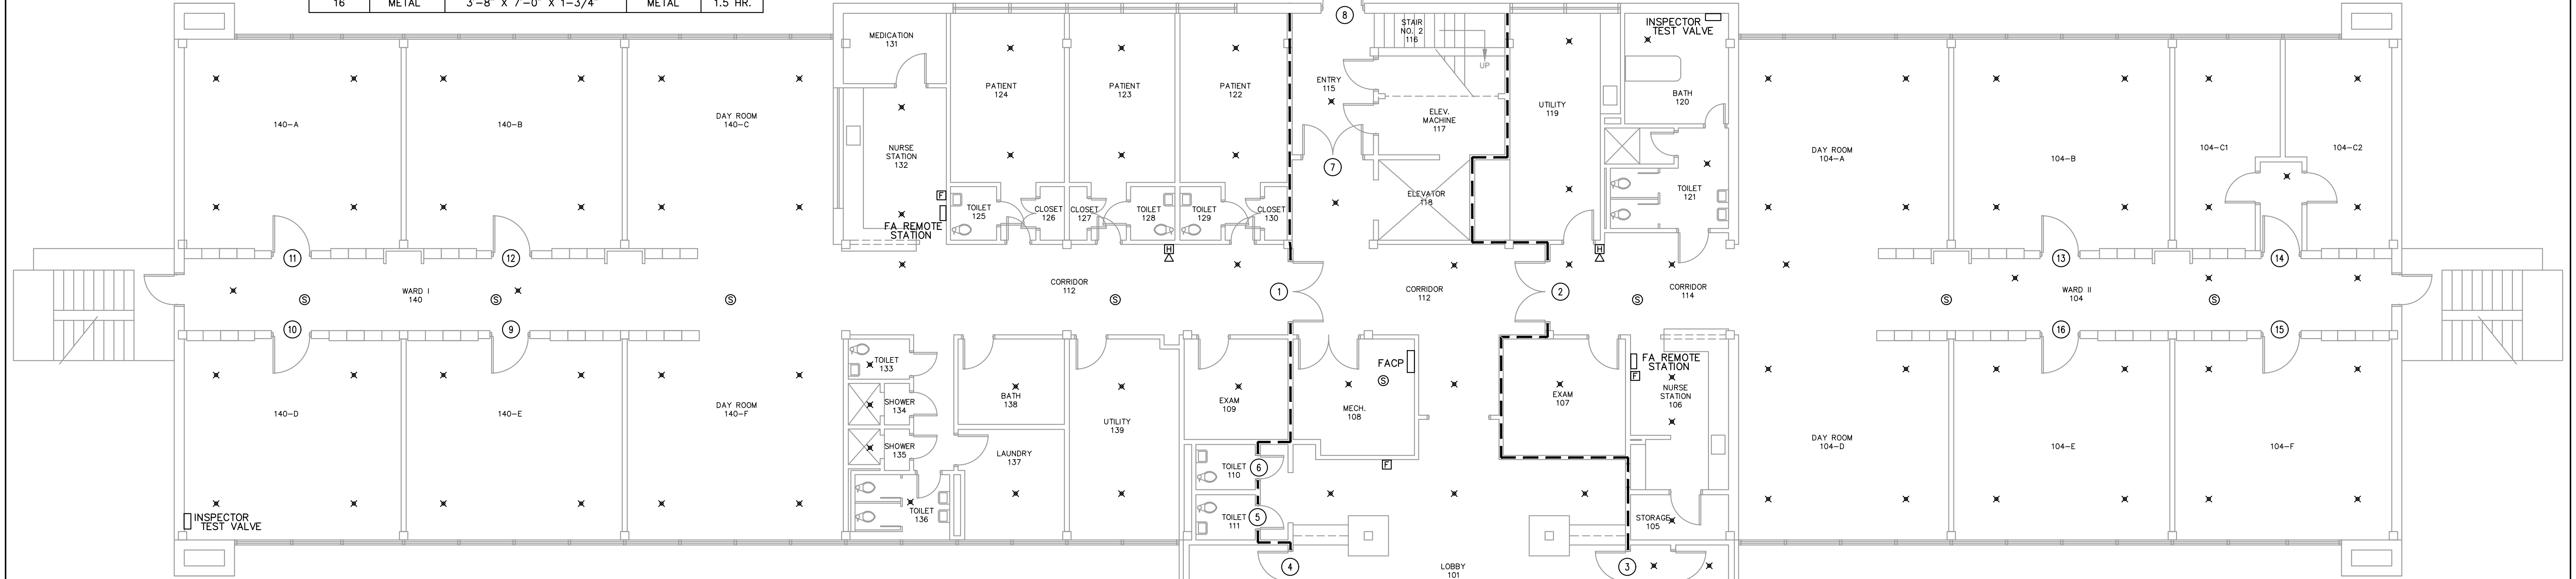 16 METAL 3'-8" X 7'-0" X 1-3/4" METAL 1.5 HR.
8
STAIR
NO. 2
116
UP
INSPECTOR
TEST VALVE
MEDICATION
131
ENTRY
115
PATIENT
124
PATIENT
123
PATIENT
122
BATH
120
UTILITY
119
ELEV.
MACHINE
117
140-A
140-B
DAY ROOM
140-C
NURSE
STATION
132
7
DAY ROOM
104-A
104-B
104-C1
104-C2
F
FA REMOTE
STATION
TOILET
125
CLOSET
126
CLOSET
127
TOILET
128
TOILET
129
CLOSET
130
ELEVATOR
118
TOILET
121
H
H
11
12
13
14
WARD I
140
S
S
S
CORRIDOR
112
S
1
CORRIDOR
112
2
S
CORRIDOR
114
S
WARD II
104
S
10
9
16
15
TOILET
133
SHOWER
134
SHOWER
135
TOILET
136
BATH
138
LAUNDRY
137
UTILITY
139
EXAM
109
MECH.
108
FACP
S
F
EXAM
107
FA REMOTE
STATION
F
NURSE
STATION
106
140-D
140-E
DAY ROOM
140-F
DAY ROOM
104-D
104-E
104-F
TOILET
110
6
TOILET
111
5
STORAGE
105
INSPECTOR
TEST VALVE
4
LOBBY
101
3